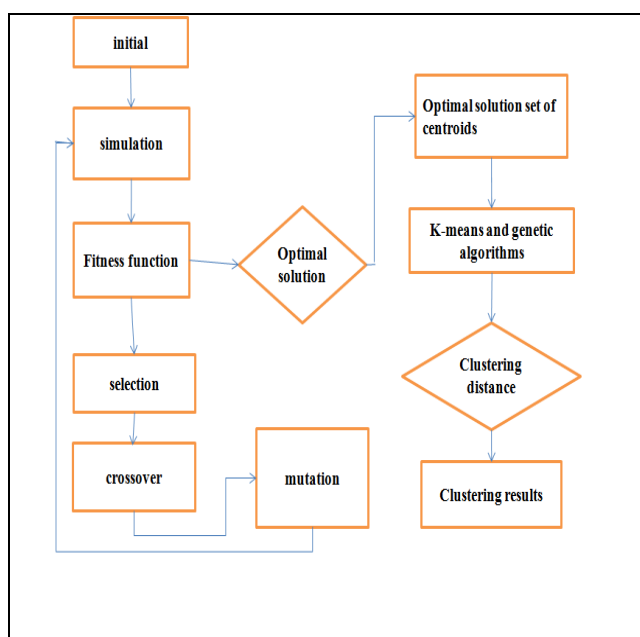 initial
simulation
Fitness function
selection
crossover
mutation
Optimal
solution
Optimal solution set of
centroids
K-means and genetic
algorithms
Clustering
distance
Clustering results